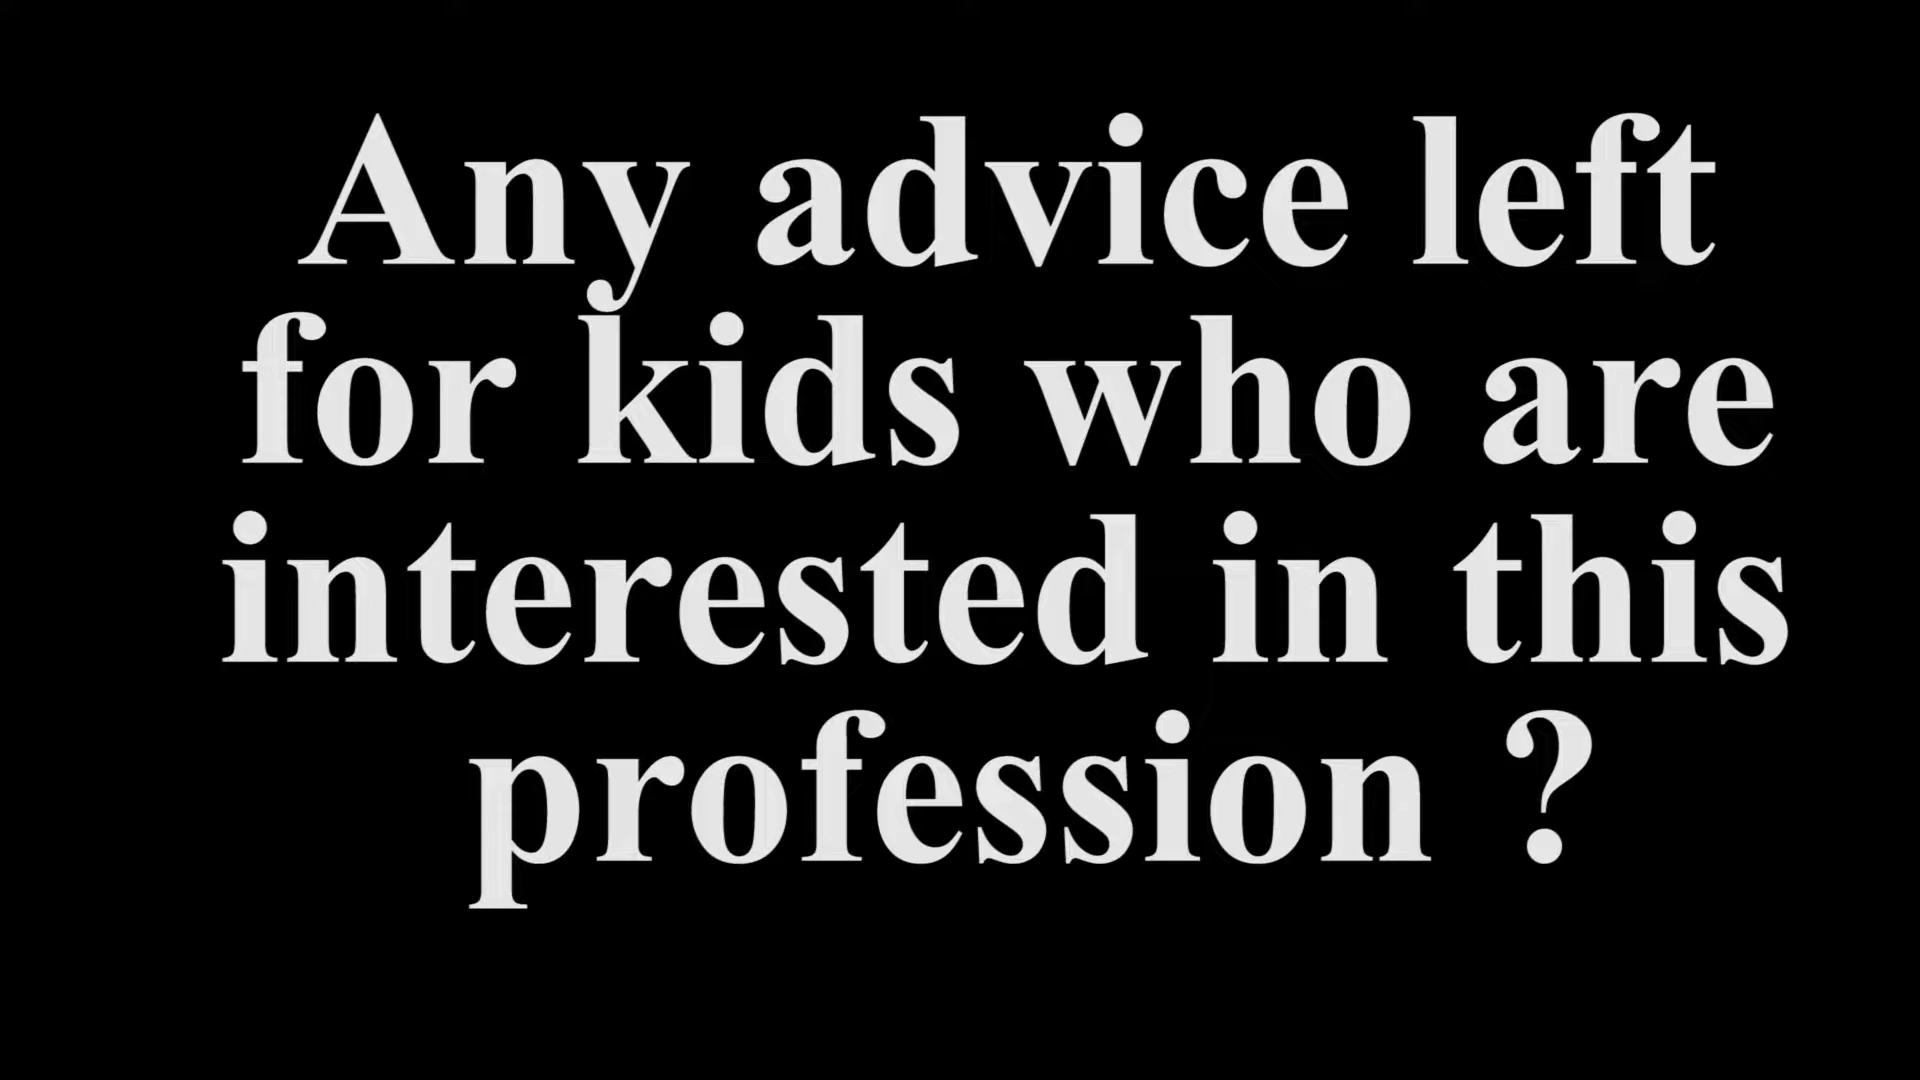 Any advice left
for kids who are
interested in this
profession ?